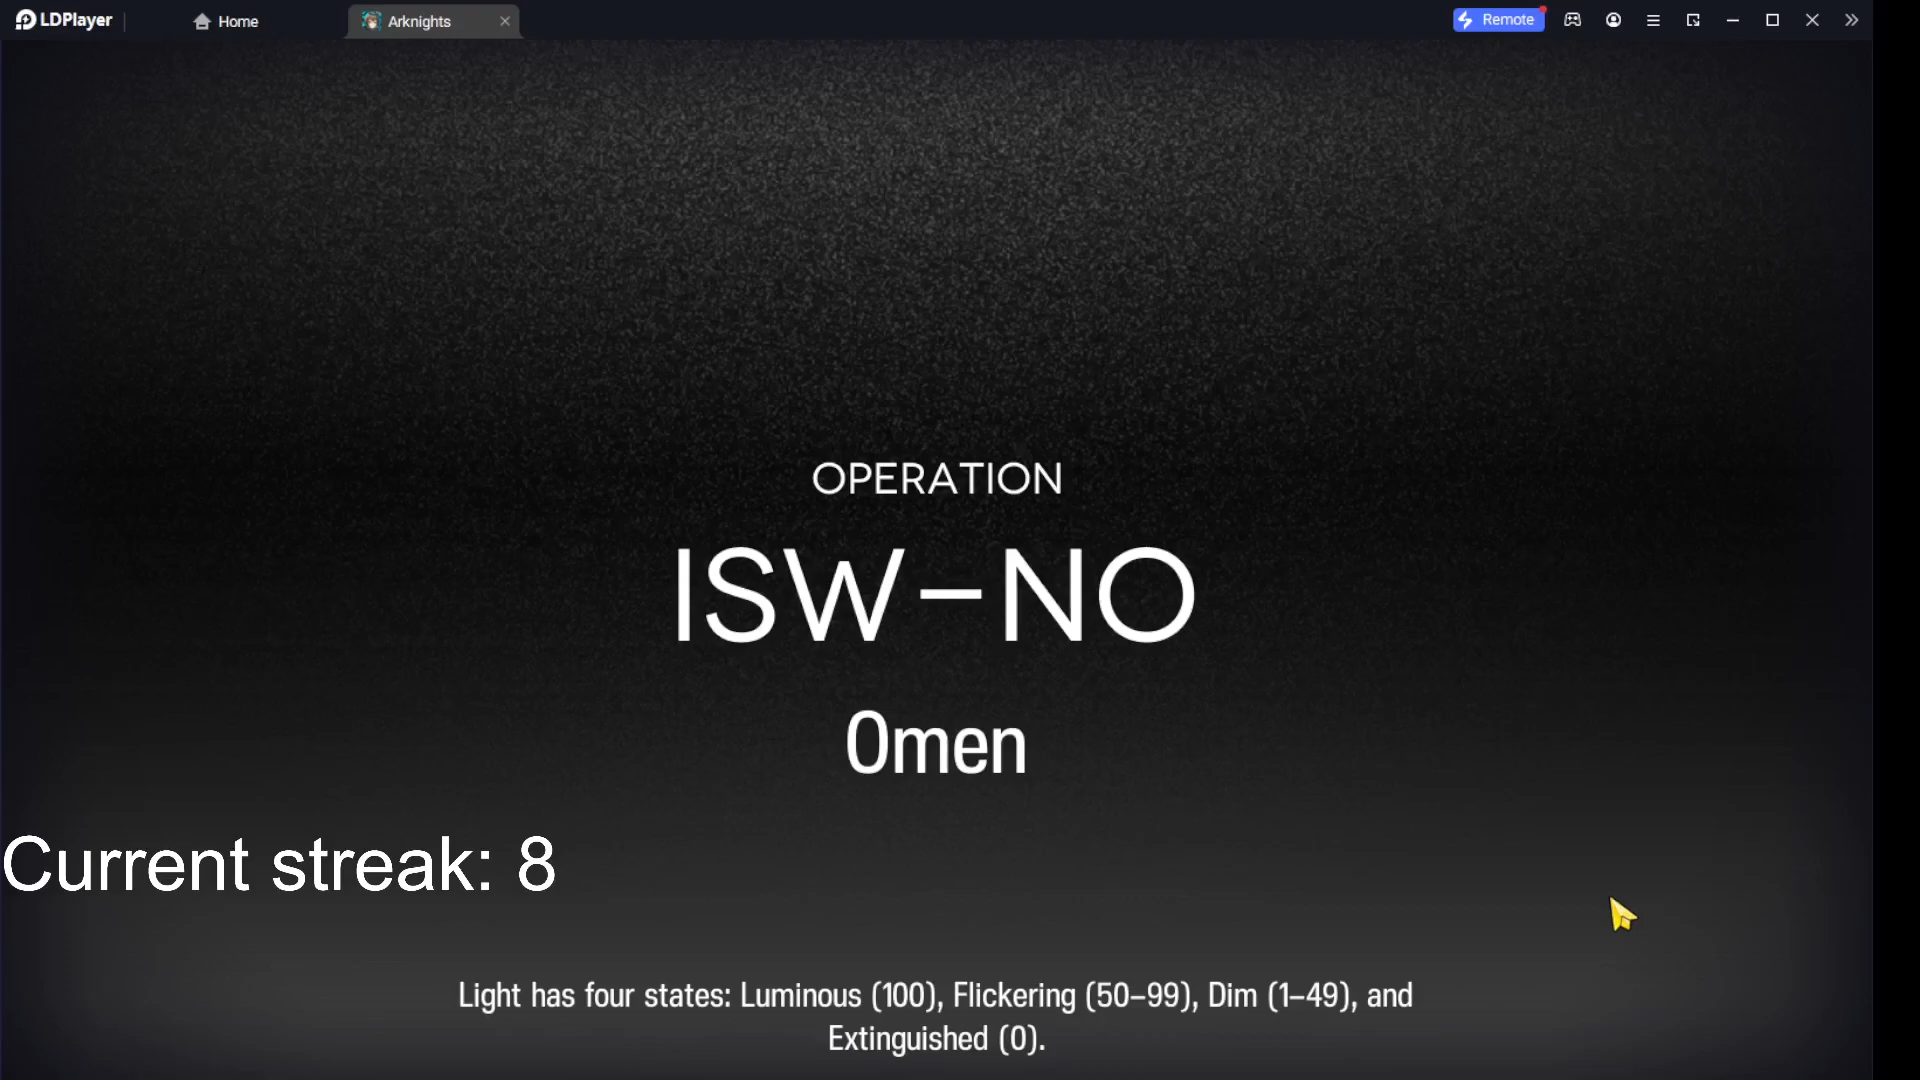 LDPlayer
Home
Arknights
Remote
OPERATION
ISW-NO
Omen
Current streak: 8
Light has four states: Luminous (100), Flickering (50–99), Dim (1–49), and
Extinguished (0).